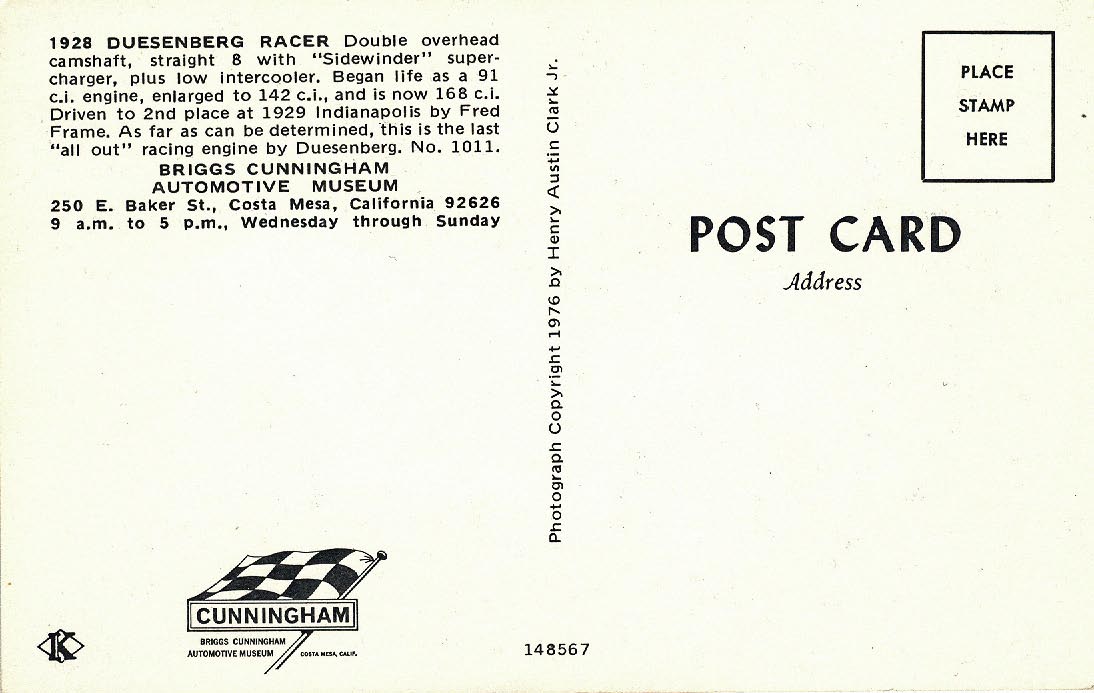 1928 DUESENBERG RACER Double overhead
camshaft, straight 8 with “Sidewinder” super-
charger, plus low intercooler. Began life as a 91
c.i. engine, enlarged to 142 c.i., and is now 168 c.i.
Driven to 2nd place at 1929 Indianapolis by Fred
Frame. As far as can be determined, this is the last
“all out” racing engine by Duesenberg. No. 1011.
BRIGGS CUNNINGHAM
AUTOMOTIVE MUSEUM
250 E. Baker St., Costa Mesa, California 92626
9 a.m. to 5 p.m., Wednesday through Sunday
Photograph Copyright 1976 by Henry Austin Clark Jr.
PLACE
STAMP
HERE
POST CARD
Address
CUNNINGHAM
BRIGGS CUNNINGHAM
AUTOMOTIVE MUSEUM COSTA MESA, CALIF.
K
148567